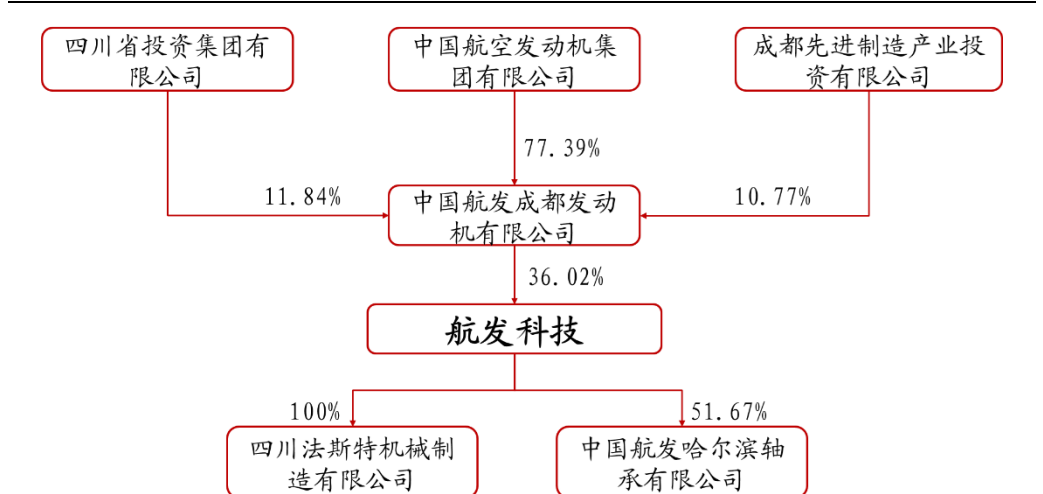 四川省投资集团有
限公司
中国航空发动机集
团有限公司
成都先进制造产业投
资有限公司
77.39%
11.84%
中国航发成都发动
机有限公司
10.77%
36.02%
航发科技
100%
51.67%
四川法斯特机械制
造有限公司
中国航发哈尔滨轴
承有限公司